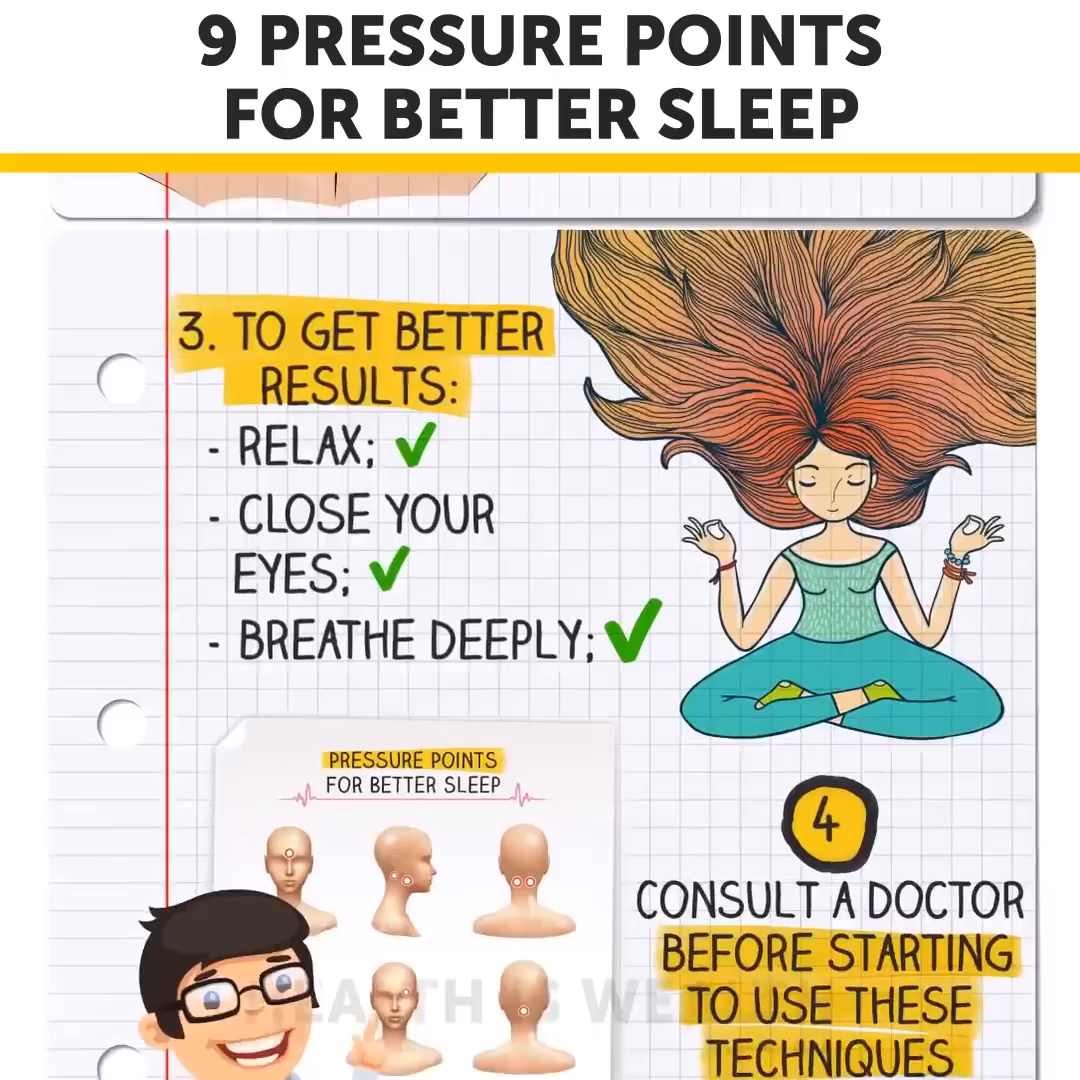 9 PRESSURE POINTS
FOR BETTER SLEEP
3. TO GET BETTER
RESULTS:
- RELAX;
- CLOSE YOUR
EYES;
- BREATHE DEEPLY;
PRESSURE POINTS
FOR BETTER SLEEP
4
CONSULT A DOCTOR
BEFORE STARTING
TO USE THESE
TECHNIQUES